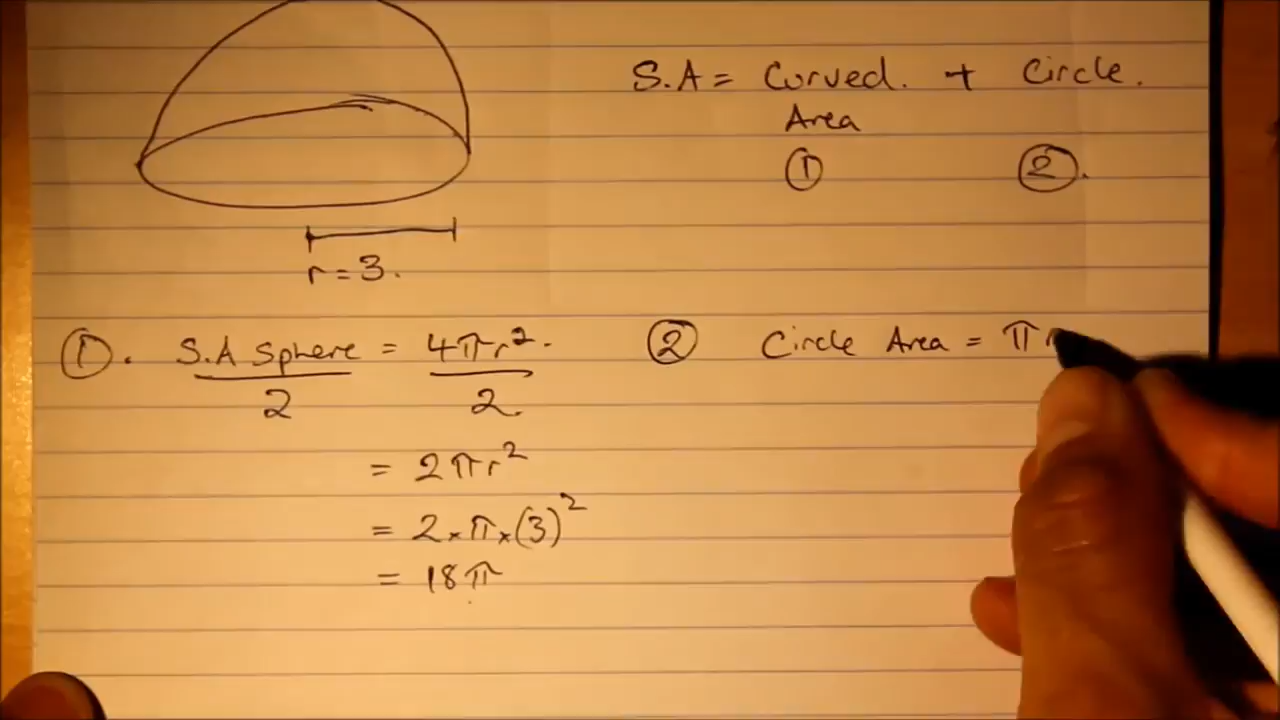 S.A = Curved. + Circle.
Area
① ②.
r = 3.
①. S.A Sphere = 4πr². 
2 2.
= 2πr²
= 2×π×(3)²
= 18π
② Circle Area = πr